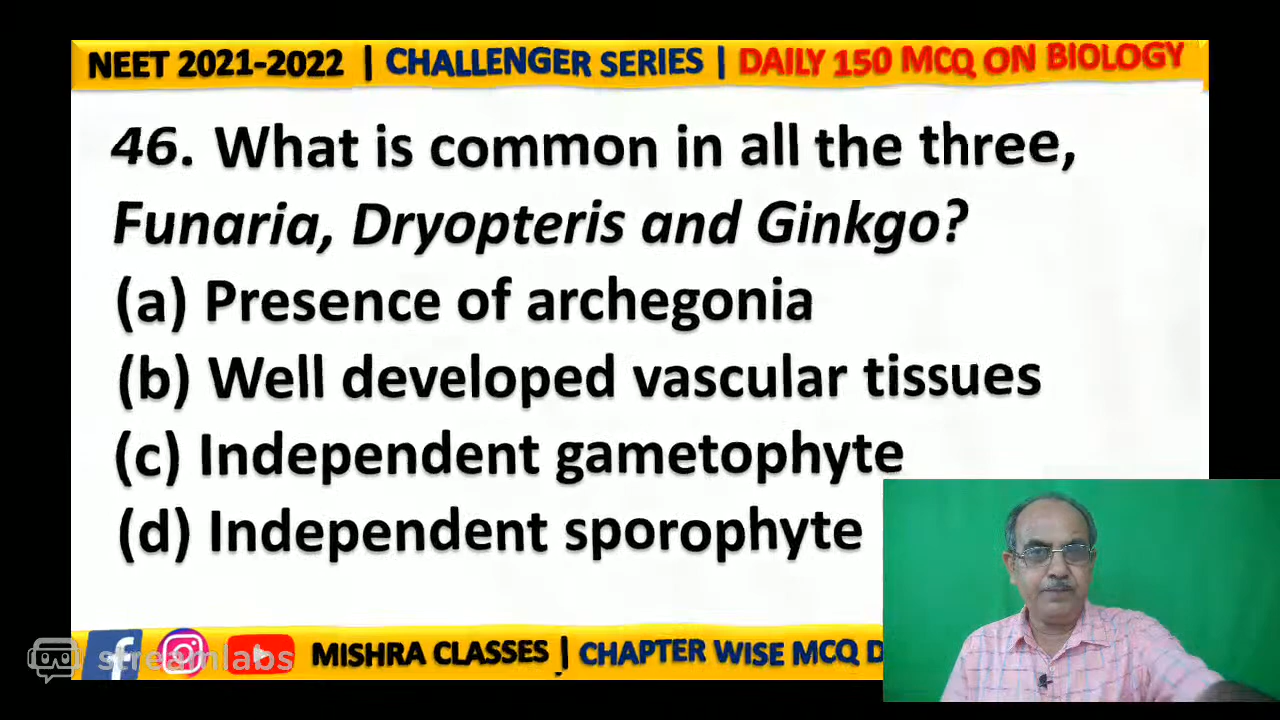 NEET 2021-2022 | CHALLENGER SERIES | DAILY 150 MCQ ON BIOLOGY
46. What is common in all the three,
Funaria, Dryopteris and Ginkgo?
(a) Presence of archegonia
(b) Well developed vascular tissues
(c) Independent gametophyte
(d) Independent sporophyte
streamlabs
MISHRA CLASSES | CHAPTER WISE MCQ D